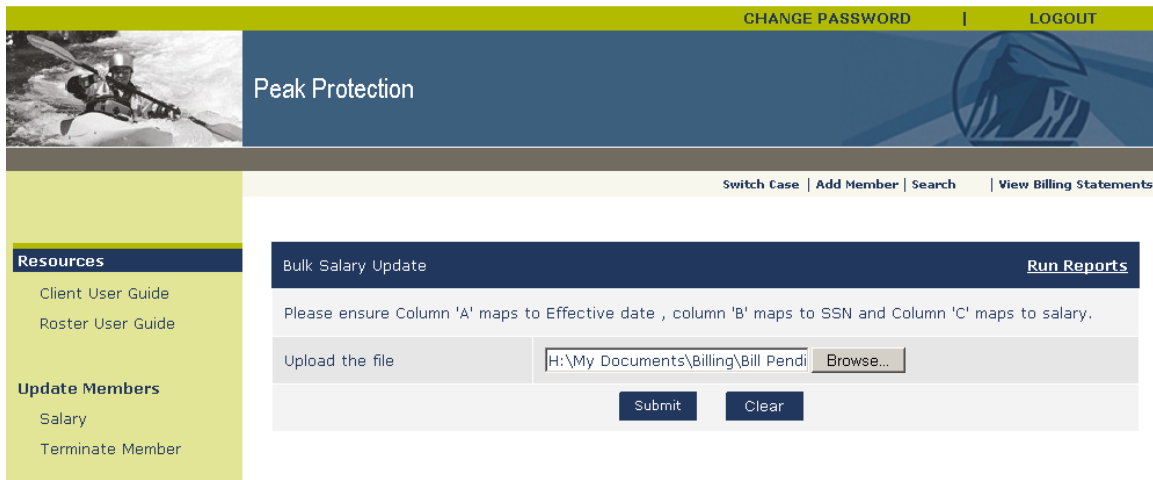 CHANGE PASSWORD | LOGOUT
Peak Protection
Switch Case | Add Member | Search | View Billing Statements
Resources
Client User Guide
Roster User Guide
Update Members
Salary
Terminate Member
Bulk Salary Update Run Reports
Please ensure Column 'A' maps to Effective date , column 'B' maps to SSN and Column 'C' maps to salary.
Upload the file H:\My Documents\Billing\Bill Pendi Browse...
Submit Clear